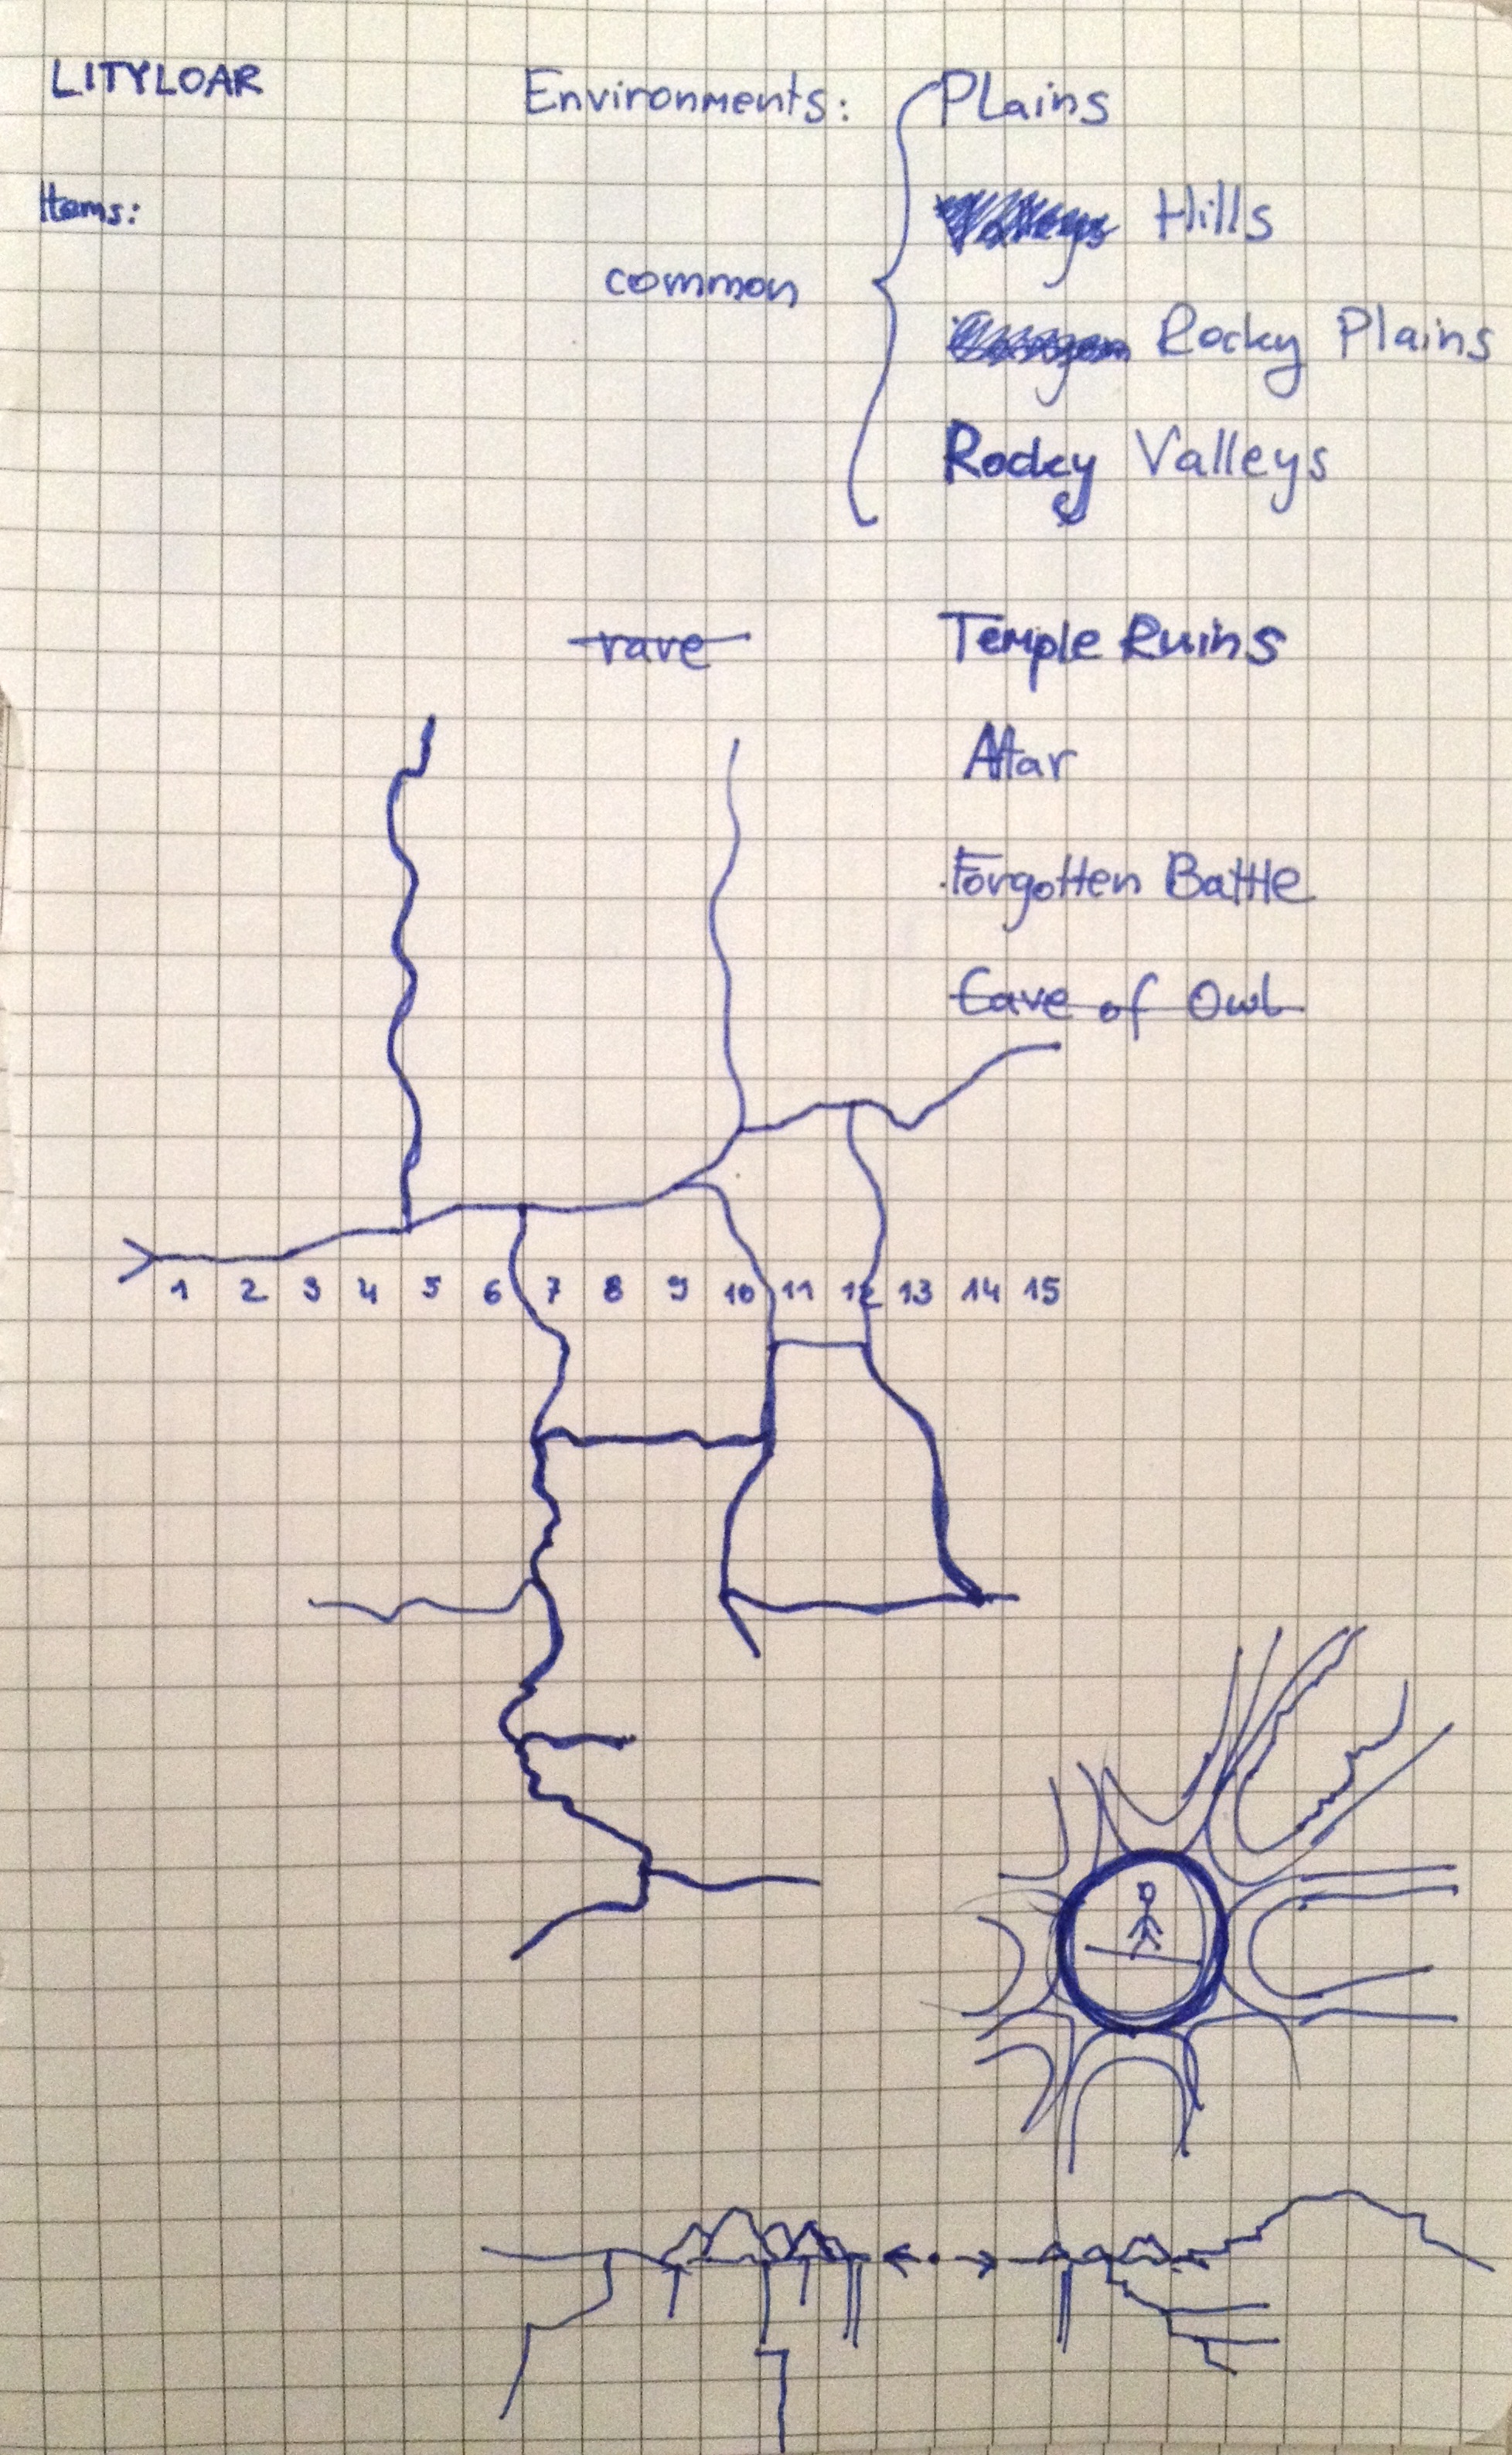 LITYLOAR
Environments: Plains
Items:
Valleys Hills
common
Rocky Plains
Rocky Valleys
rare Temple Ruins
Altar
Forgotten Battle
Cave of Owl
1 2 3 4 5 6 7 8 9 10 11 12 13 14 15